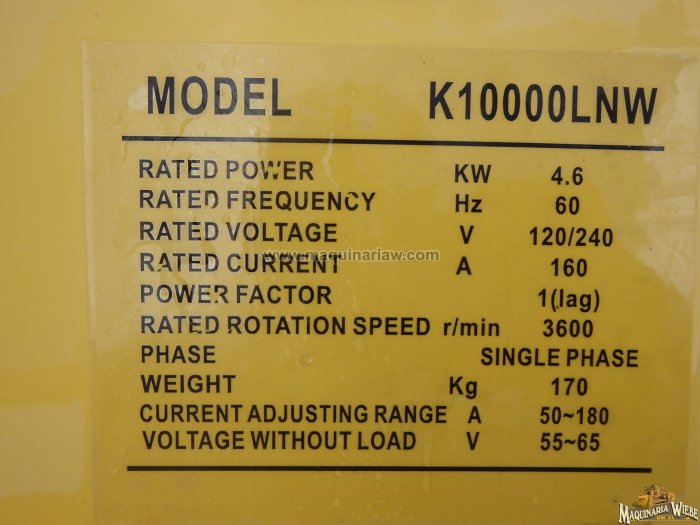 MODEL K10000LNW
RATED POWER KW 4.6
RATED FREQUENCY Hz 60
RATED VOLTAGE V 120/240
RATED CURRENT A 160
www.maquinariaw.com
POWER FACTOR 1(lag)
RATED ROTATION SPEED r/min 3600
PHASE SINGLE PHASE
WEIGHT Kg 170
CURRENT ADJUSTING RANGE A 50~180
VOLTAGE WITHOUT LOAD V 55~65
MAQUINARIA WIEBE